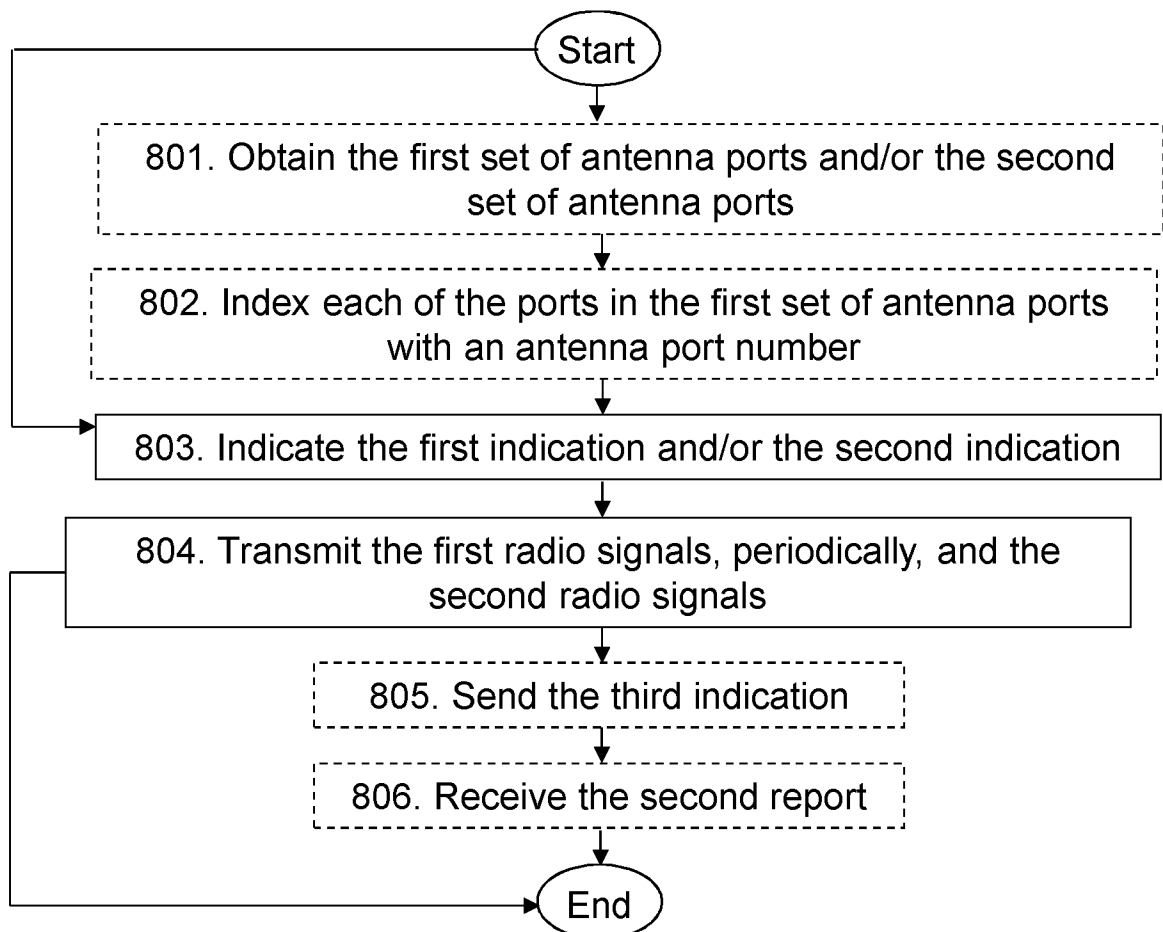 Start
801. Obtain the first set of antenna ports and/or the second
set of antenna ports
802. Index each of the ports in the first set of antenna ports
with an antenna port number
803. Indicate the first indication and/or the second indication
804. Transmit the first radio signals, periodically, and the
second radio signals
805. Send the third indication
806. Receive the second report
End